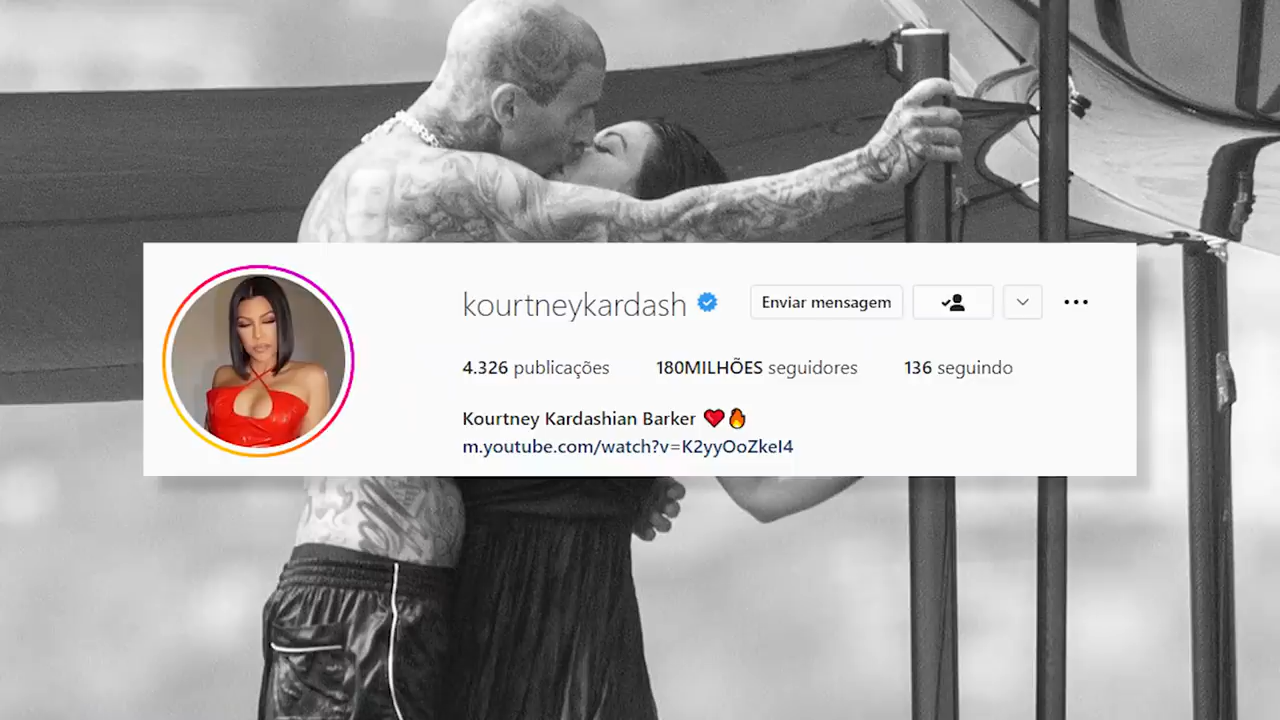 kourtneykardash Enviar mensagem
4.326 publicações 180MILHÕES seguidores 136 seguindo
Kourtney Kardashian Barker ❤️🔥
m.youtube.com/watch?v=K2yyOoZkeI4